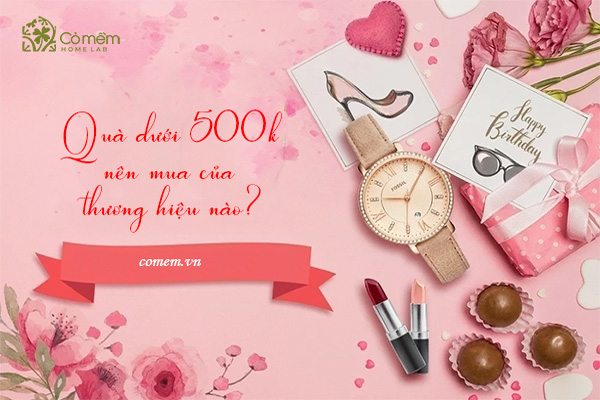 Cỏ mềm
HOME LAB
Quà dưới 500k
nên mua của
thương hiệu nào?
comem.vn
FOSSIL
Happy
Birthday